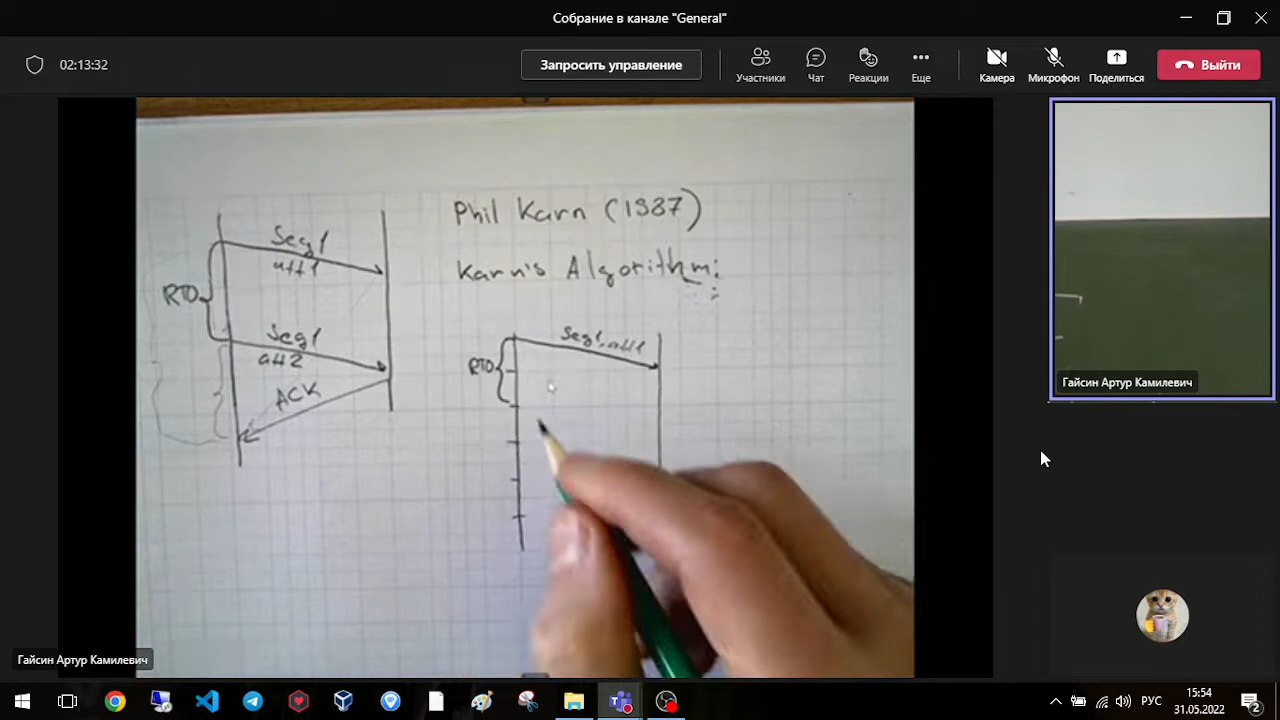 Собрание в канале "General"
02:13:32
Запросить управление
Участники
Чат
Реакции
Еще
Камера
Микрофон
Поделиться
Выйти
Phil Karn (1987)
Karn's Algorithm:
Seg1
att1
RTO
Seg1
att2
ACK
Seg1, att1
RTO
Гайсин Артур Камилевич
Гайсин Артур Камилевич
РУС
15:54
31.05.2022
2